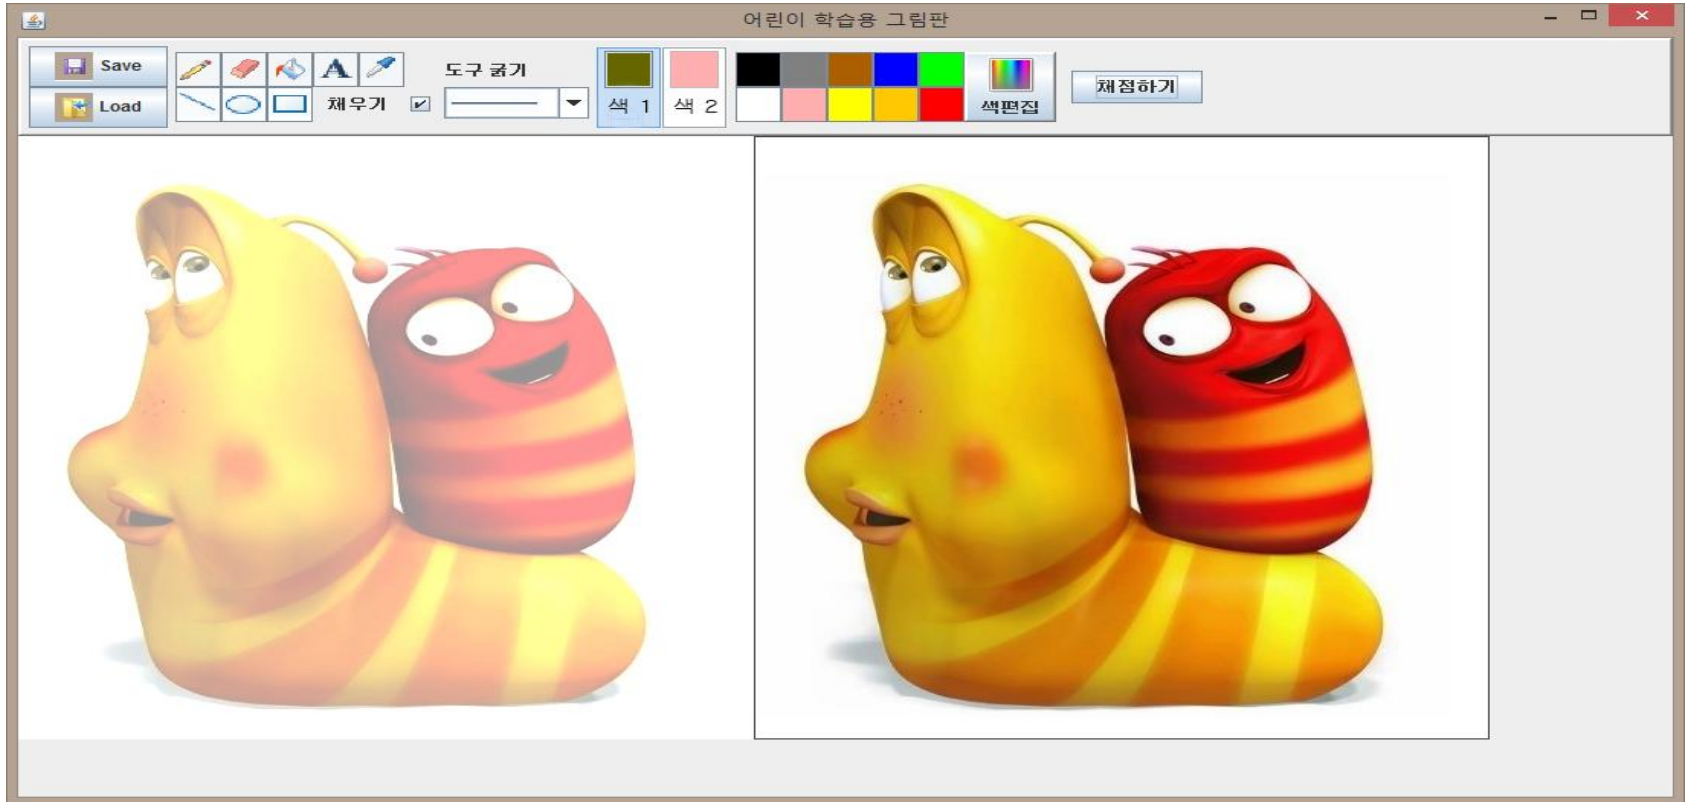 어린이 학습용 그림판
Save
Load
A
채우기
도구 굵기
색 1
색 2
색편집
채점하기